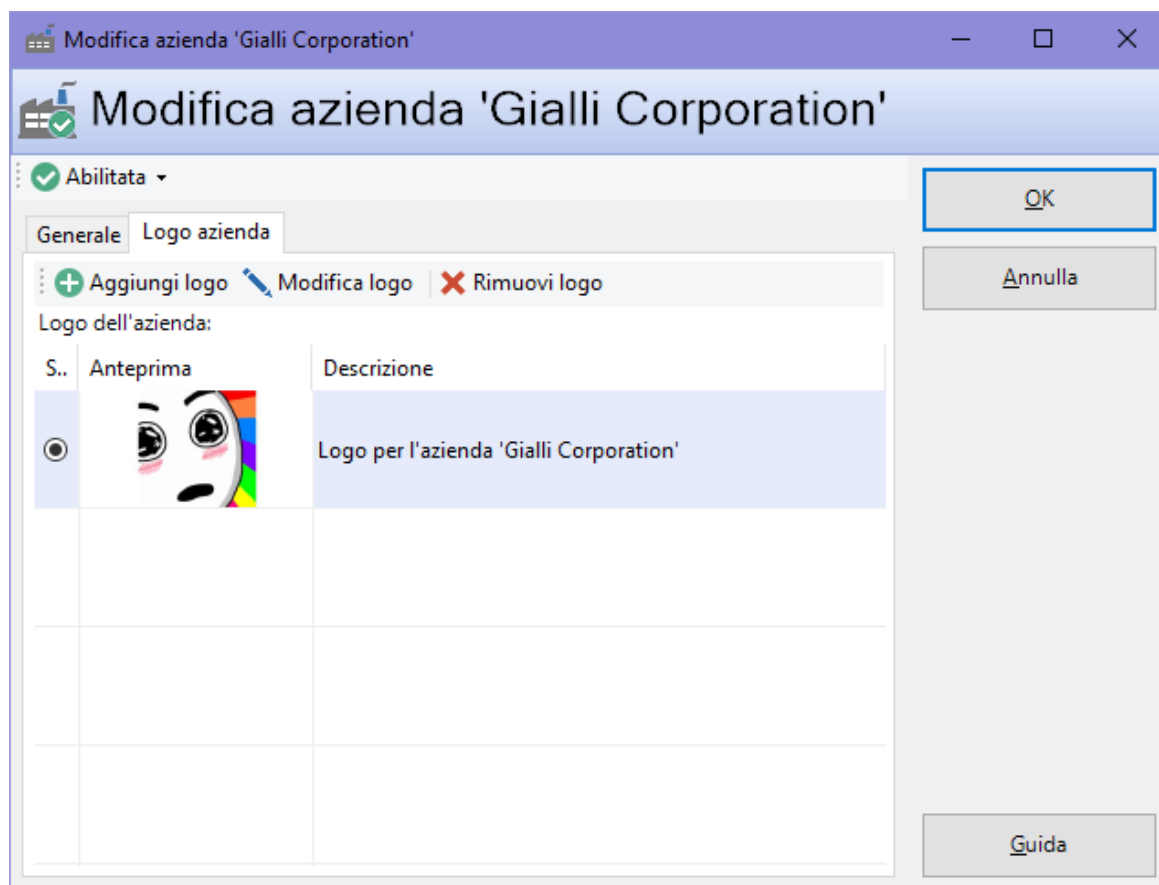 Modifica azienda 'Gialli Corporation'
Modifica azienda 'Gialli Corporation'
Abilitata
OK
Generale Logo azienda
Annulla
Aggiungi logo Modifica logo Rimuovi logo
Logo dell'azienda:
S.. Anteprima Descrizione
Logo per l'azienda 'Gialli Corporation'
Guida